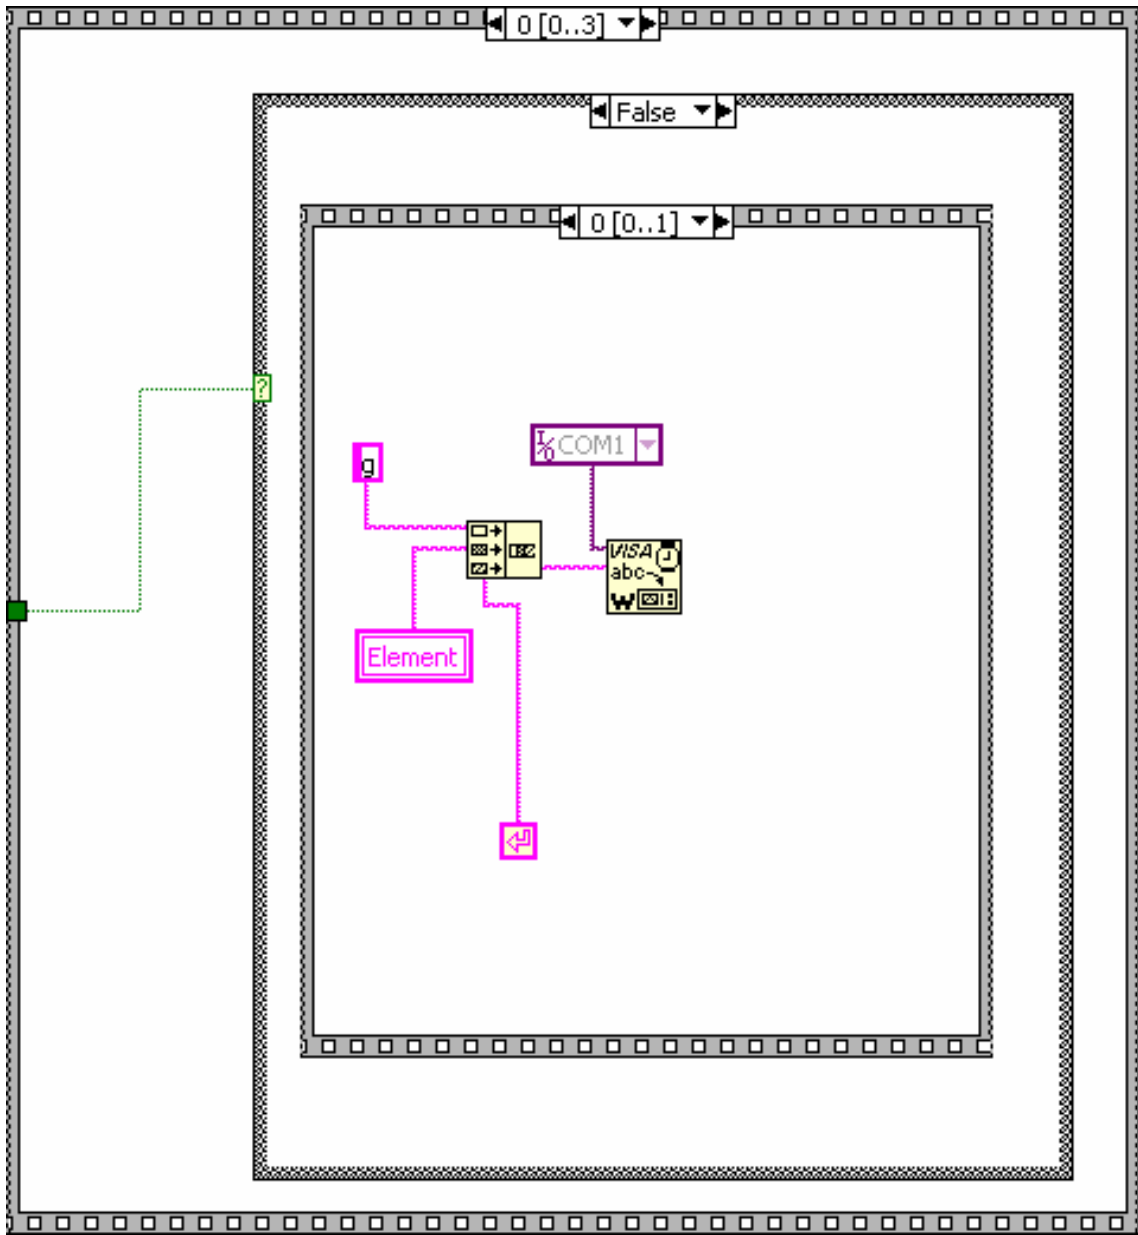 0 [0..3]
False
0 [0..1]
?
I/O COM1
g
VISA
abc
W
Element